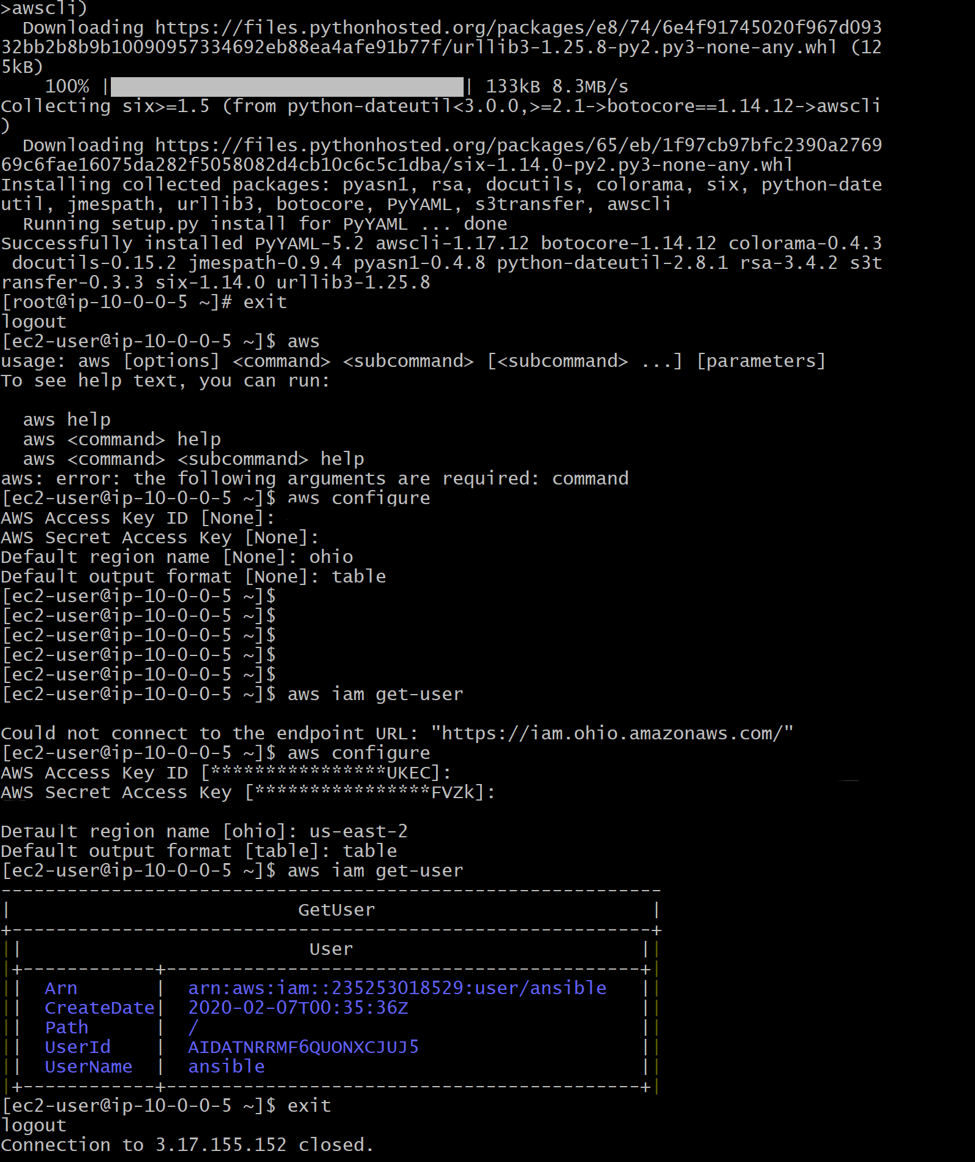 >awscli)
  Downloading https://files.pythonhosted.org/packages/e8/74/6e4f91745020f967d093
32bb2b8b9b10090957334692eb88ea4afe91b77f/urllib3-1.25.8-py2.py3-none-any.whl (12
5kB)
    100% |████████████████████████████████| 133kB 8.3MB/s
Collecting six>=1.5 (from python-dateutil<3.0.0,>=2.1->botocore==1.14.12->awscli
)
  Downloading https://files.pythonhosted.org/packages/65/eb/1f97cb97bfc2390a2769
69c6fae16075da282f5058082d4cb10c6c5c1dba/six-1.14.0-py2.py3-none-any.whl
Installing collected packages: pyasn1, rsa, docutils, colorama, six, python-date
util, jmespath, urllib3, botocore, PyYAML, s3transfer, awscli
  Running setup.py install for PyYAML ... done
Successfully installed PyYAML-5.2 awscli-1.17.12 botocore-1.14.12 colorama-0.4.3
 docutils-0.15.2 jmespath-0.9.4 pyasn1-0.4.8 python-dateutil-2.8.1 rsa-3.4.2 s3t
ransfer-0.3.3 six-1.14.0 urllib3-1.25.8
[root@ip-10-0-0-5 ~]# exit
logout
[ec2-user@ip-10-0-0-5 ~]$ aws
usage: aws [options] <command> <subcommand> [<subcommand> ...] [parameters]
To see help text, you can run:

  aws help
  aws <command> help
  aws <command> <subcommand> help
aws: error: the following arguments are required: command
[ec2-user@ip-10-0-0-5 ~]$ aws configure
AWS Access Key ID [None]:
AWS Secret Access Key [None]:
Default region name [None]: ohio
Default output format [None]: table
[ec2-user@ip-10-0-0-5 ~]$
[ec2-user@ip-10-0-0-5 ~]$
[ec2-user@ip-10-0-0-5 ~]$
[ec2-user@ip-10-0-0-5 ~]$
[ec2-user@ip-10-0-0-5 ~]$
[ec2-user@ip-10-0-0-5 ~]$ aws iam get-user

Could not connect to the endpoint URL: "https://iam.ohio.amazonaws.com/"
[ec2-user@ip-10-0-0-5 ~]$ aws configure
AWS Access Key ID [****************UKEC]:
AWS Secret Access Key [****************FVZk]:

Default region name [ohio]: us-east-2
Default output format [table]: table
[ec2-user@ip-10-0-0-5 ~]$ aws iam get-user
------------------------------------------------------------
|                          GetUser                          |
+----------------------------------------------------------+
||                          User                          ||
|+------------+-------------------------------------------+|
||  Arn       |  arn:aws:iam::235253018529:user/ansible   ||
||  CreateDate|  2020-02-07T00:35:36Z                     ||
||  Path      |  /                                        ||
||  UserId    |  AIDATNRRMF6QUONXCJUJ5                    ||
||  UserName  |  ansible                                  ||
|+------------+-------------------------------------------+|
[ec2-user@ip-10-0-0-5 ~]$ exit
logout
Connection to 3.17.155.152 closed.